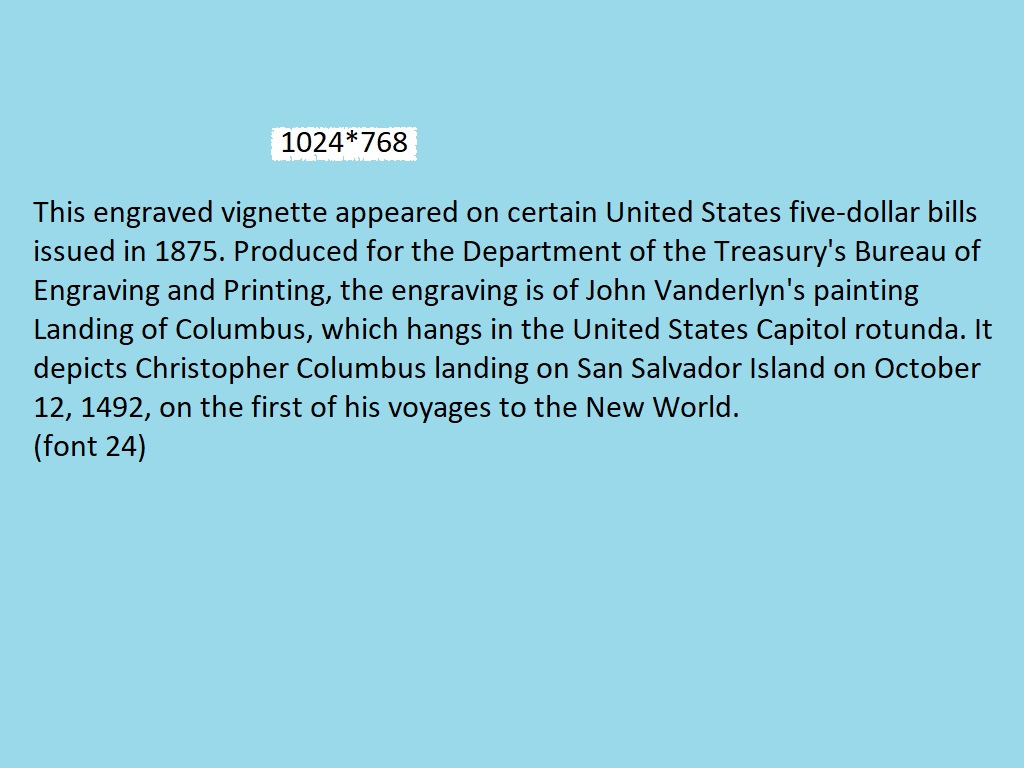 1024*768
This engraved vignette appeared on certain United States five-dollar bills
issued in 1875. Produced for the Department of the Treasury's Bureau of
Engraving and Printing, the engraving is of John Vanderlyn's painting
Landing of Columbus, which hangs in the United States Capitol rotunda. It
depicts Christopher Columbus landing on San Salvador Island on October
12, 1492, on the first of his voyages to the New World.
(font 24)